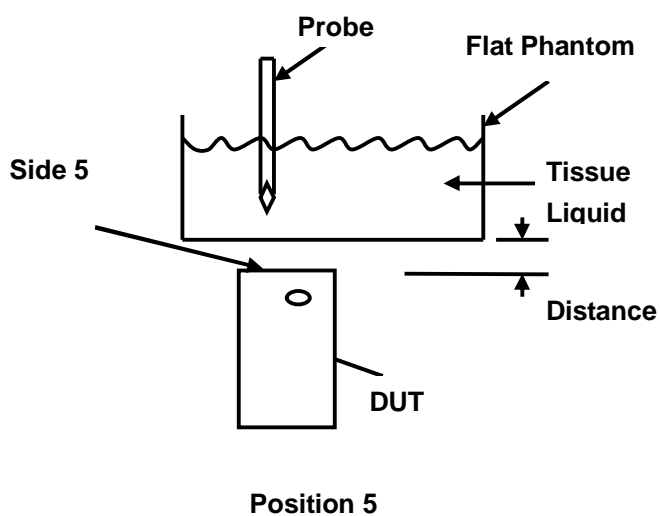 Probe
Flat Phantom
Side 5
Tissue
Liquid
Distance
DUT
Position 5